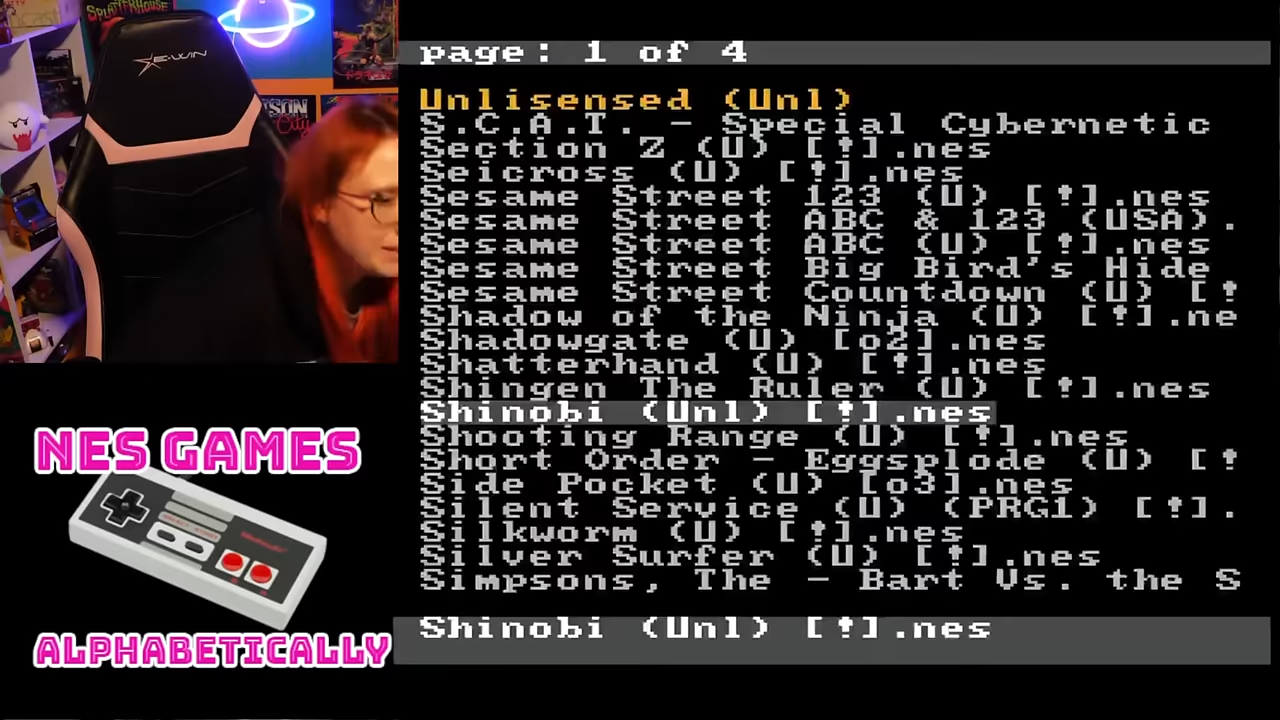 SPLATTERHOUSE
E-WIN
page: 1 of 4
Unlisensed (Unl)
S.C.A.T. - Special Cybernetic
Section Z (U) [!].nes
Seicross (U) [!].nes
Sesame Street 123 (U) [!].nes
Sesame Street ABC & 123 (USA).
Sesame Street ABC (U) [!].nes
Sesame Street Big Bird's Hide
Sesame Street Countdown (U) [!
Shadow of the Ninja (U) [!].ne
Shadowgate (U) [o2].nes
Shatterhand (U) [!].nes
Shingen The Ruler (U) [!].nes
Shinobi (Unl) [!].nes
Shooting Range (U) [!].nes
Short Order - Eggsplode (U) [!
Side Pocket (U) [o3].nes
Silent Service (U) (PRG1) [!].
Silkworm (U) [!].nes
Silver Surfer (U) [!].nes
Simpsons, The - Bart Vs. the S
Shinobi (Unl) [!].nes
NES GAMES
Nintendo
ALPHABETICALLY